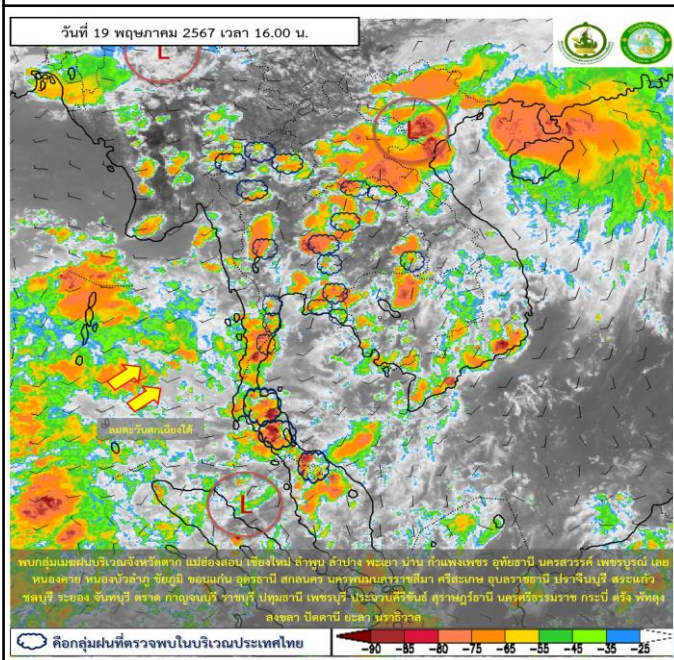 วันที่ 19 พฤษภาคม 2567 เวลา 16.00 น.
L
L
ลมตะวันตกเฉียงใต้
L
พบกลุ่มเมฆฝนบริเวณจังหวัดตาก แม่ฮ่องสอน เชียงใหม่ ลำพูน ลำปาง พะเยา น่าน กำแพงเพชร อุทัยธานี นครสวรรค์ เพชรบูรณ์ เลย
หนองคาย หนองบัวลำภู ชัยภูมิ ขอนแก่น อุดรธานี สกลนคร นครพนมนครราชสีมา ศรีสะเกษ อุบลราชธานี ปราจีนบุรี สระแก้ว
ชลบุรี ระยอง จันทบุรี ตราด กาญจนบุรี ราชบุรี ปทุมธานี เพชรบุรี ประจวบคีรีขันธ์ สุราษฎร์ธานี นครศรีธรรมราช กระบี่ ตรัง พัทลุง
สงขลา ปัตตานี ยะลา นราธิวาส
คือกลุ่มฝนที่ตรวจพบในบริเวณประเทศไทย
-90 -85 -80 -75 -65 -55 -45 -35 -25